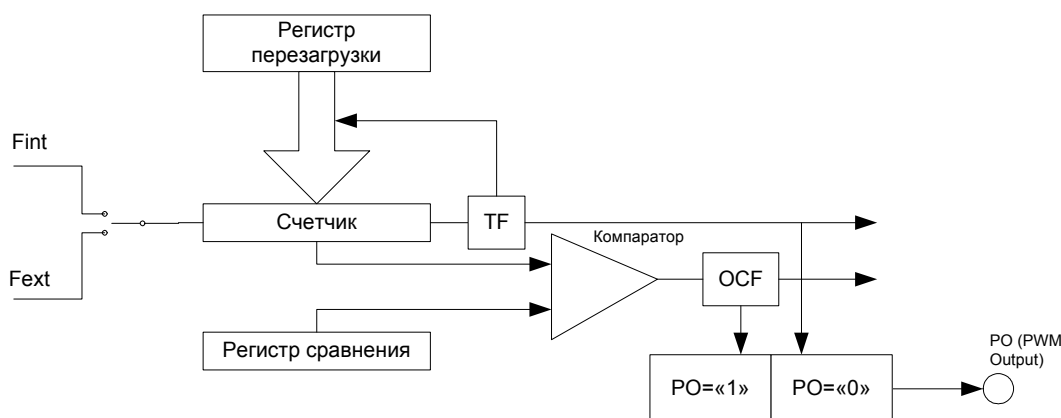 Регистр
перезагрузки
Fint
Счетчик
TF
Компаратор
Fext
OCF
Регистр сравнения
PO (PWM
Output)
PO=«1»
PO=«0»